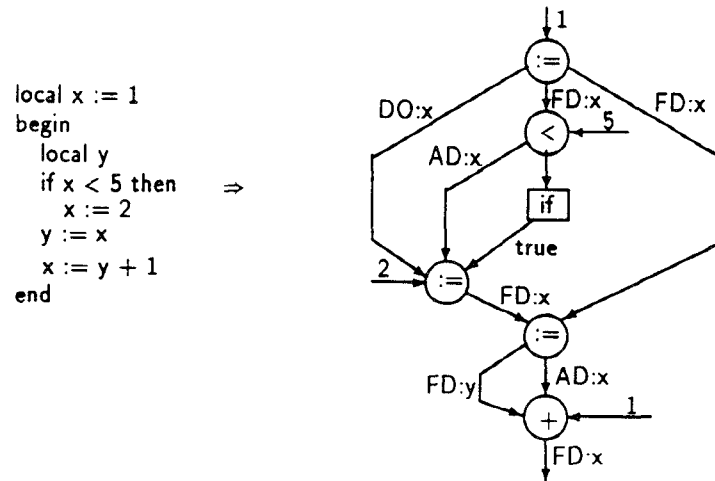 local x := 1
begin
local y
if x < 5 then
x := 2
y := x
x := y + 1
end
⇒
1
:=
DO:x
FD:x
FD:x
<
5
AD:x
if
true
2
:=
FD:x
:=
FD:y
AD:x
+
1
FD:x